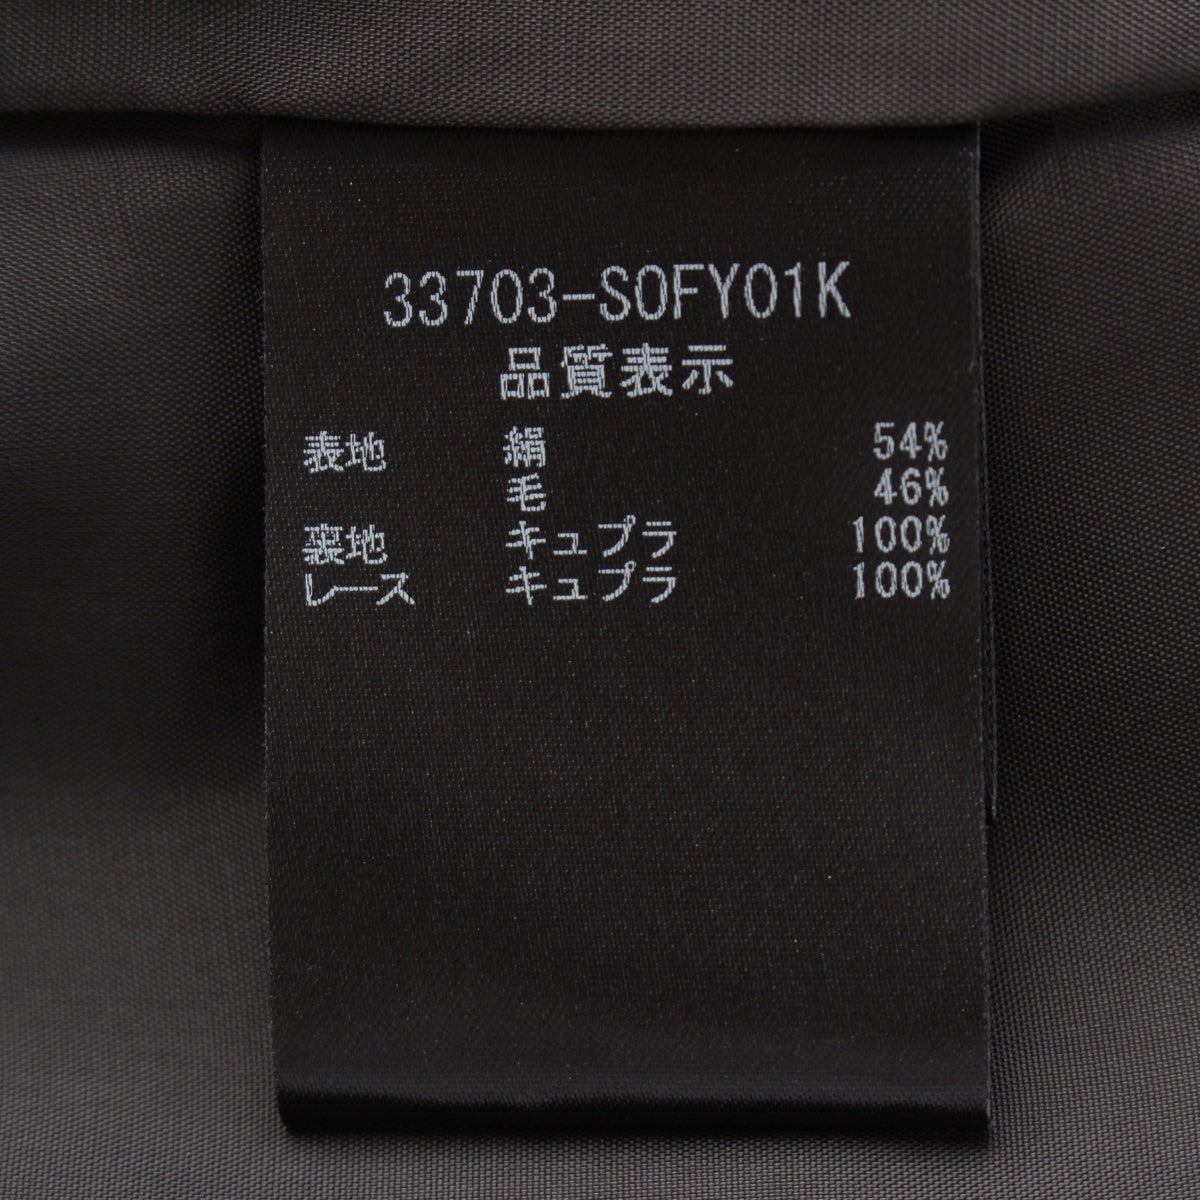 33703-SOFY01K
品質表示
表地 絹 54%
毛 46%
裏地 キュプラ 100%
レース キュプラ 100%